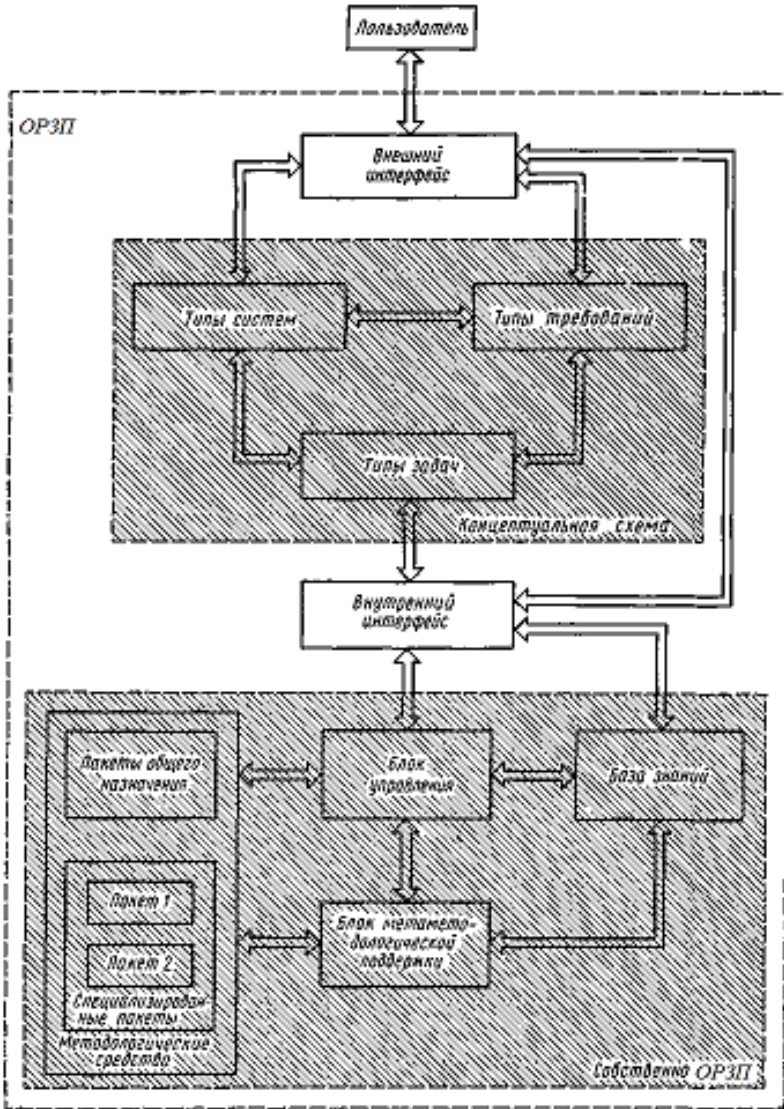 Пользователь
ОРЗП
Внешний
интерфейс
Типы систем
Типы требований
Типы задач
Концептуальная схема
Внутренний
интерфейс
Пакеты общего
назначения
Блок
управления
База знаний
Пакет 1
Пакет 2
Специализирован-
ные пакеты
Методологические
средства
Блок метамето-
дологической
поддержки
Собственно ОРЗП